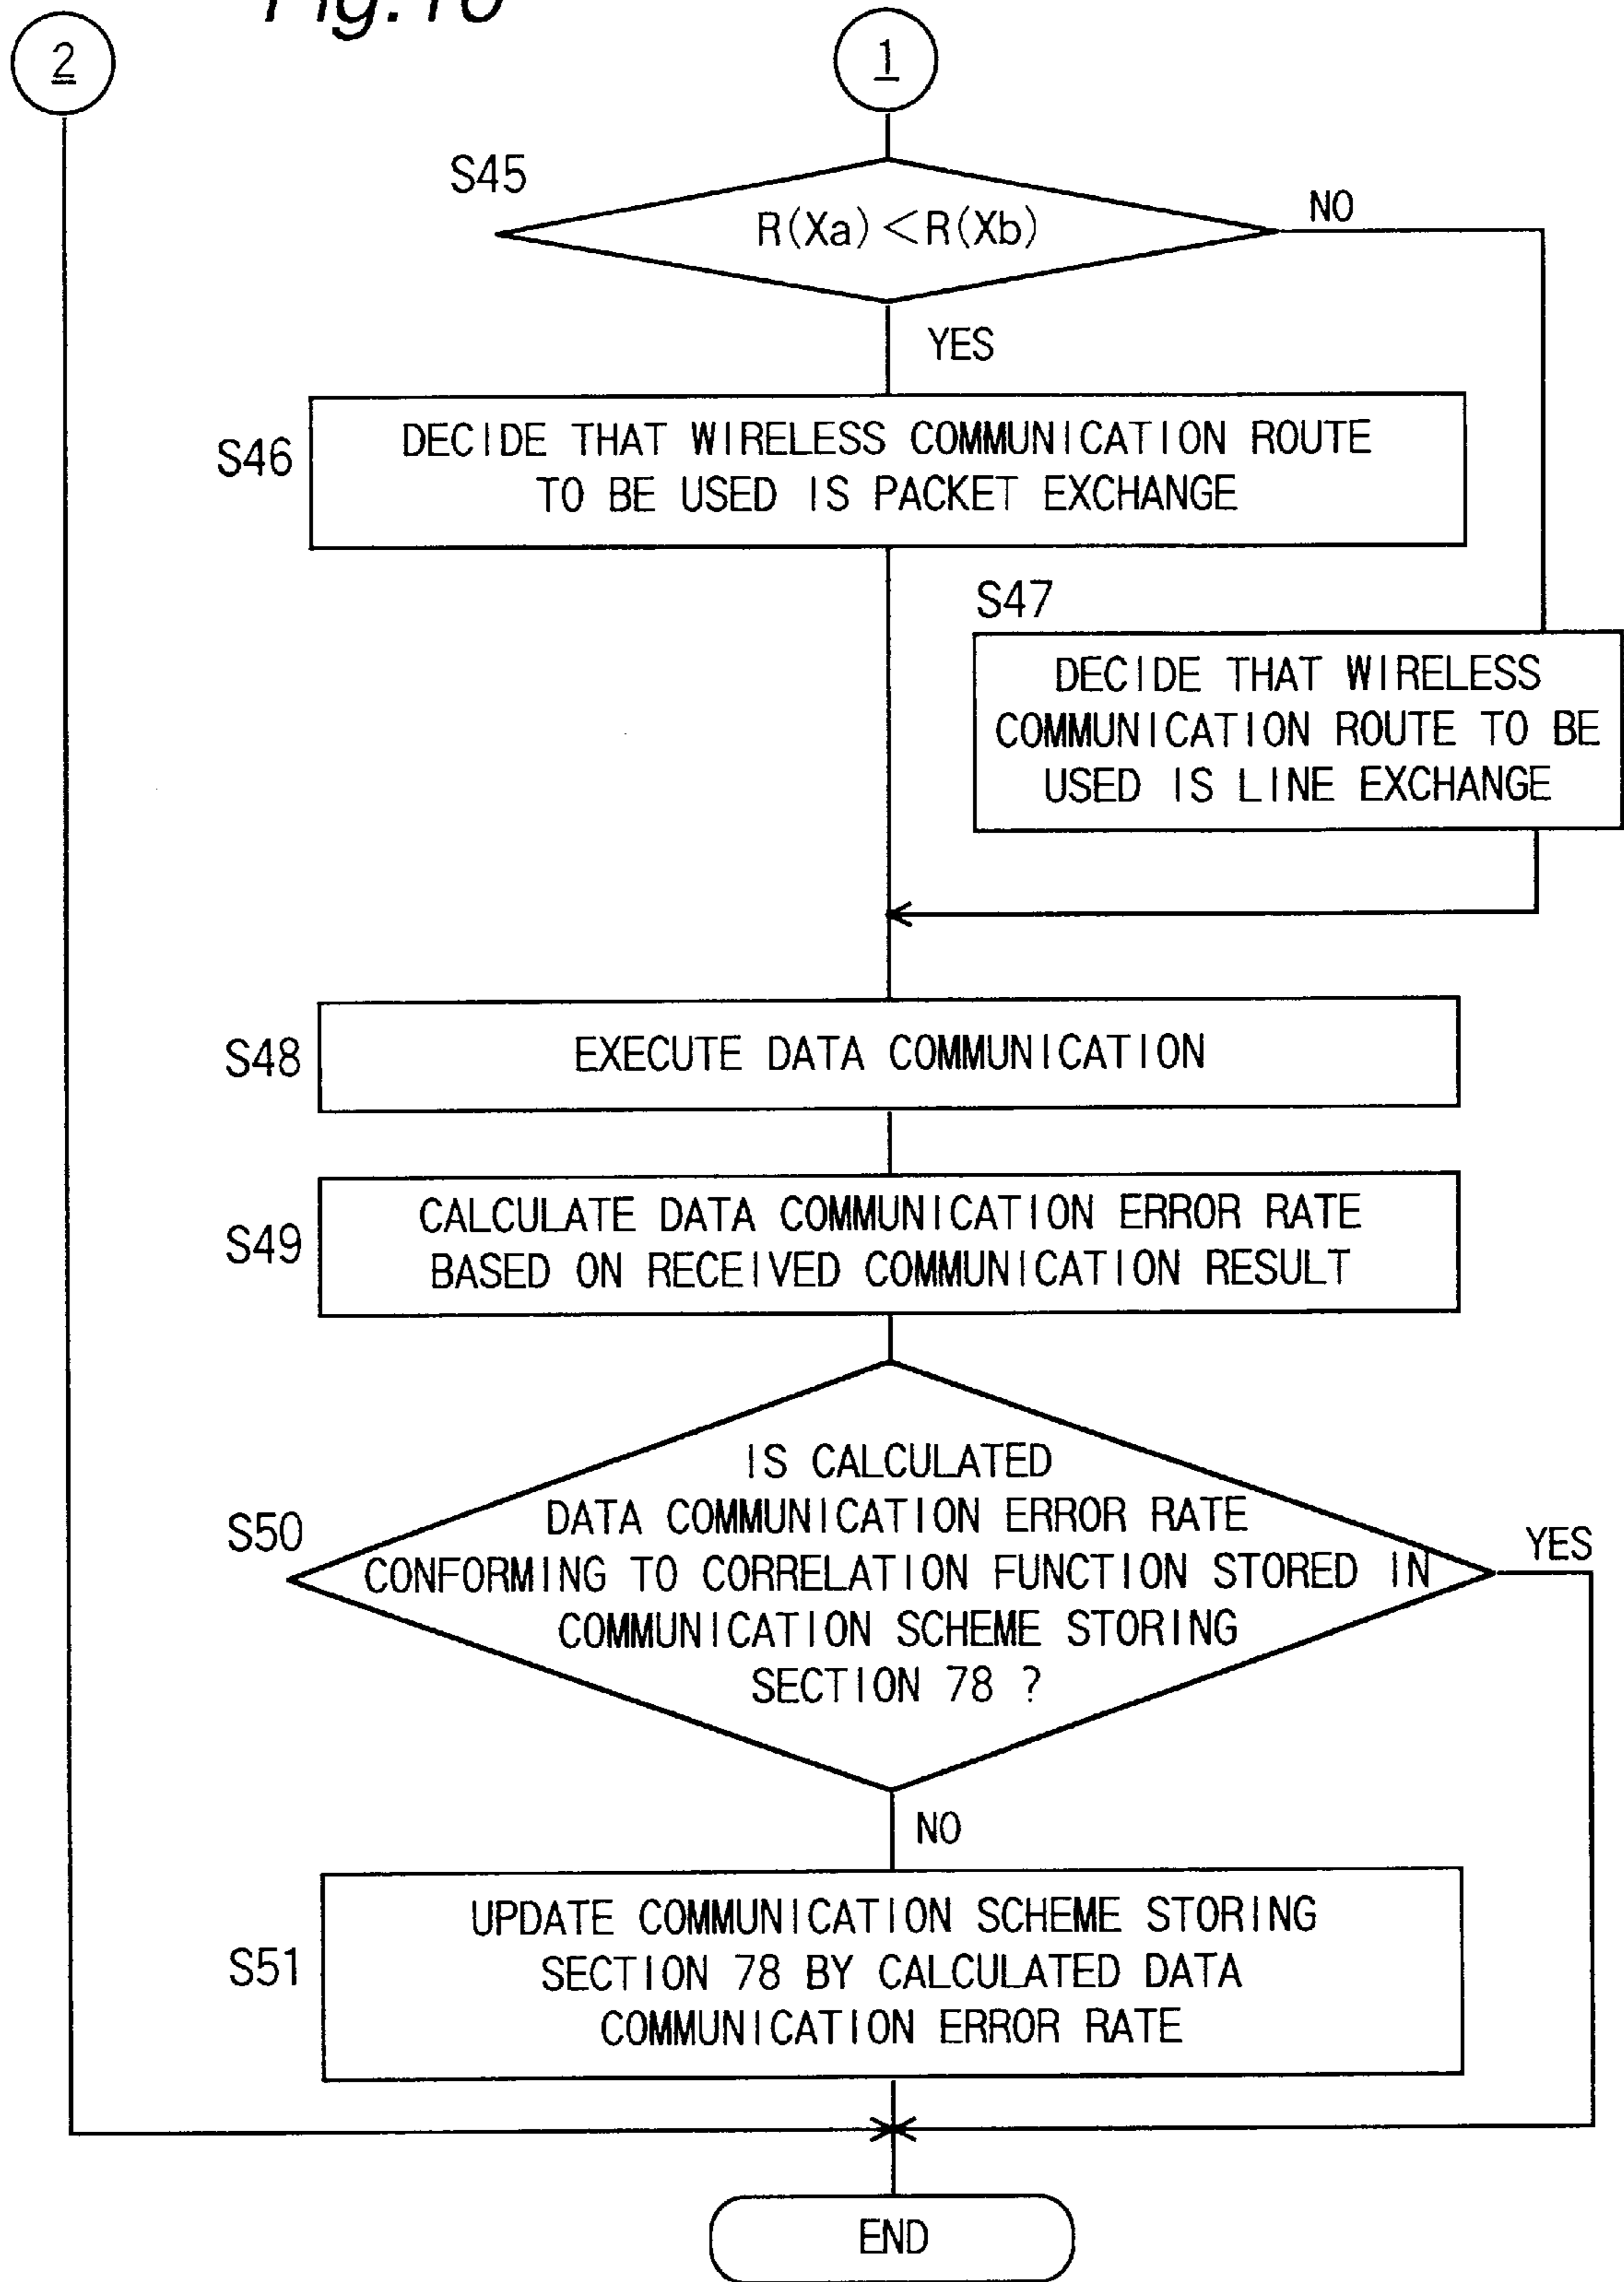 2
1
S45
R(Xa)<R(Xb)
NO
YES
S46
DECIDE THAT WIRELESS COMMUNICATION ROUTE
TO BE USED IS PACKET EXCHANGE
S47
DECIDE THAT WIRELESS
COMMUNICATION ROUTE TO BE
USED IS LINE EXCHANGE
S48
EXECUTE DATA COMMUNICATION
S49
CALCULATE DATA COMMUNICATION ERROR RATE
BASED ON RECEIVED COMMUNICATION RESULT
S50
IS CALCULATED
DATA COMMUNICATION ERROR RATE
CONFORMING TO CORRELATION FUNCTION STORED IN
COMMUNICATION SCHEME STORING
SECTION 78 ?
YES
NO
S51
UPDATE COMMUNICATION SCHEME STORING
SECTION 78 BY CALCULATED DATA
COMMUNICATION ERROR RATE
END